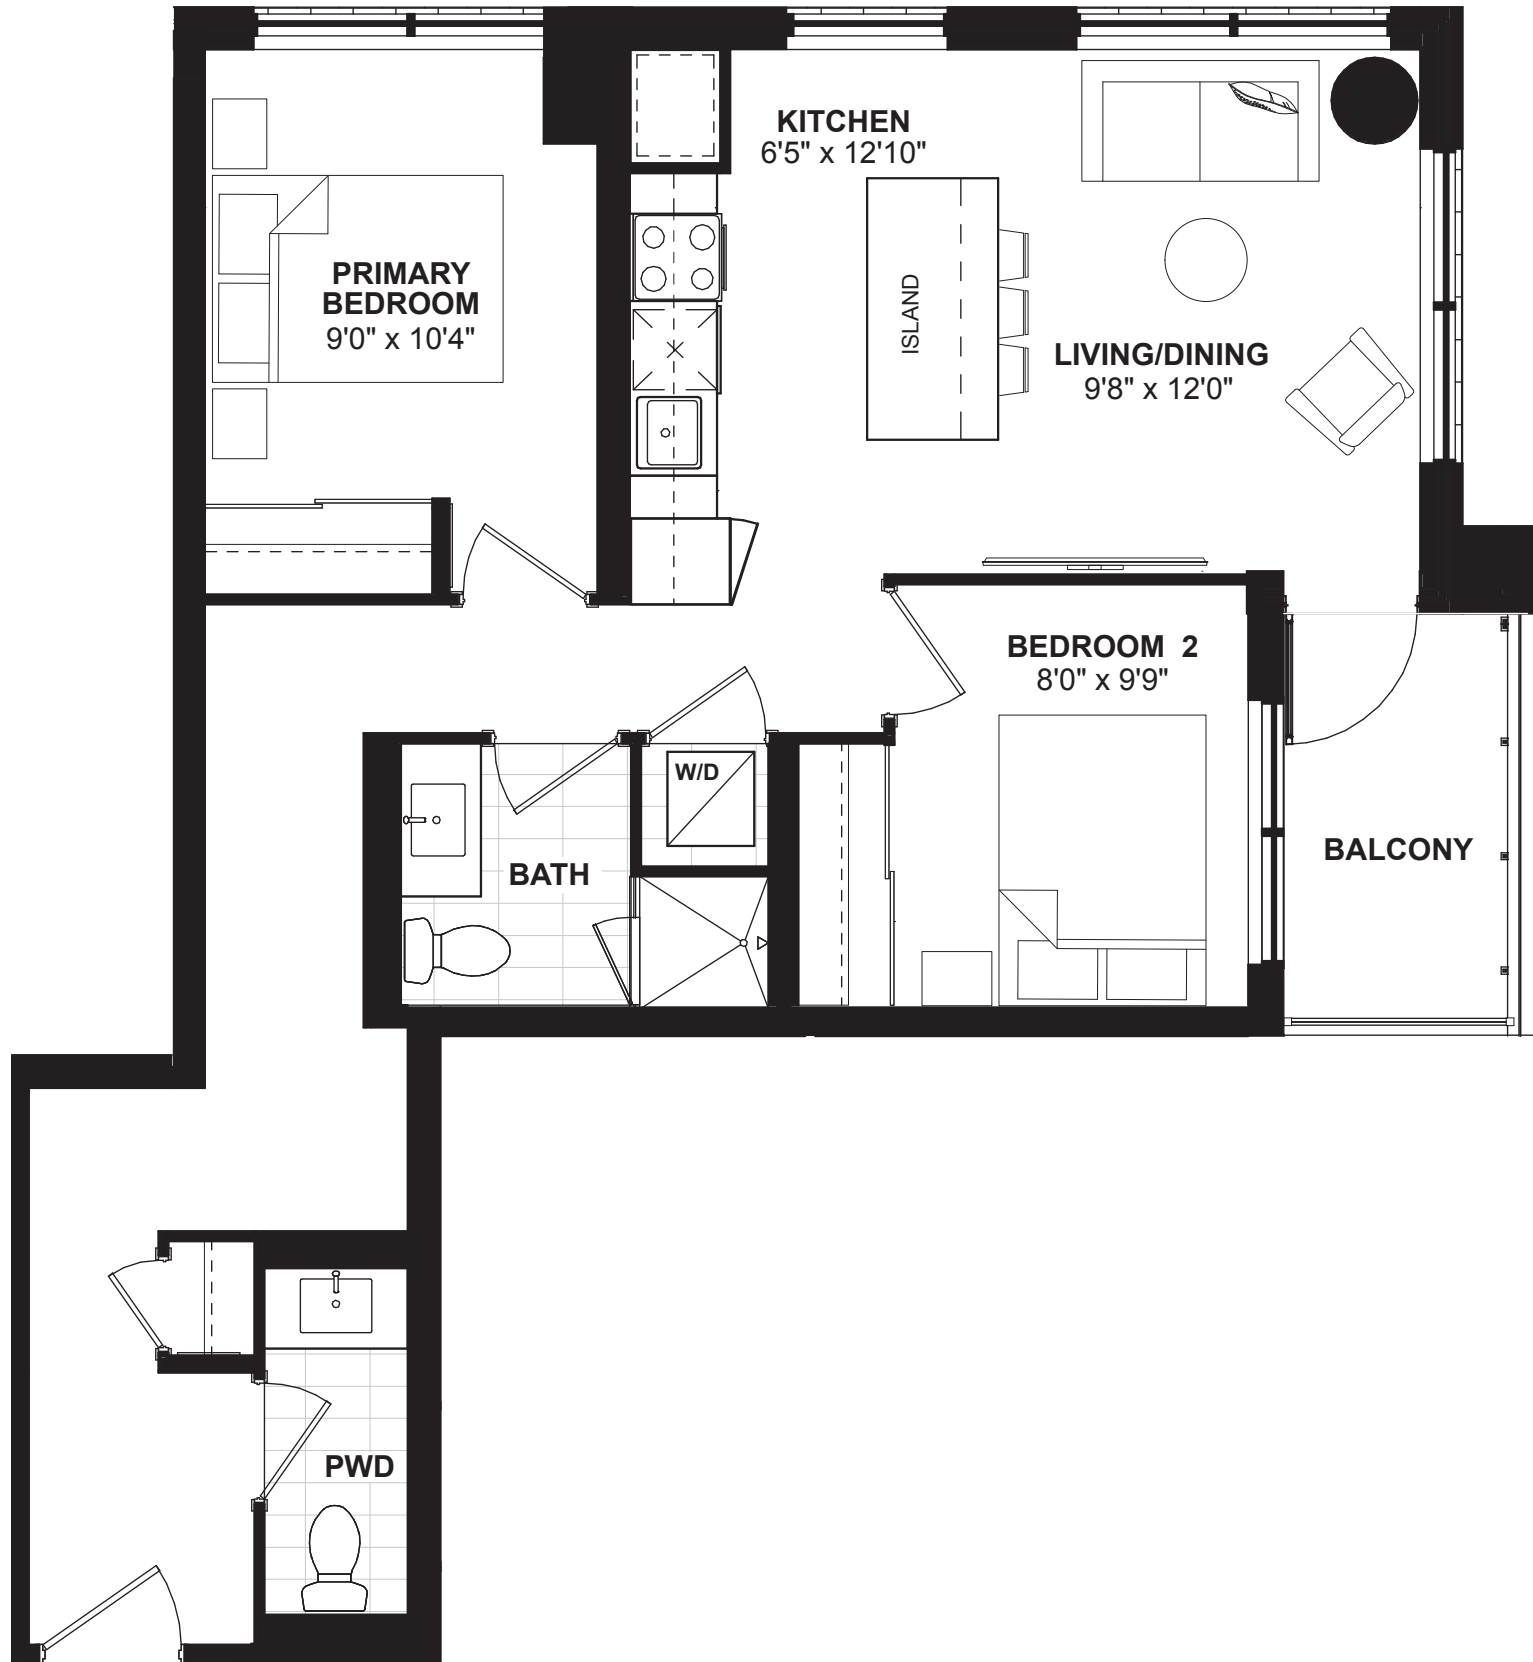 KITCHEN
6'5" x 12'10"
PRIMARY
BEDROOM
9'0" x 10'4"
ISLAND
LIVING/DINING
9'8" x 12'0"
BEDROOM 2
8'0" x 9'9"
W/D
BATH
BALCONY
PWD